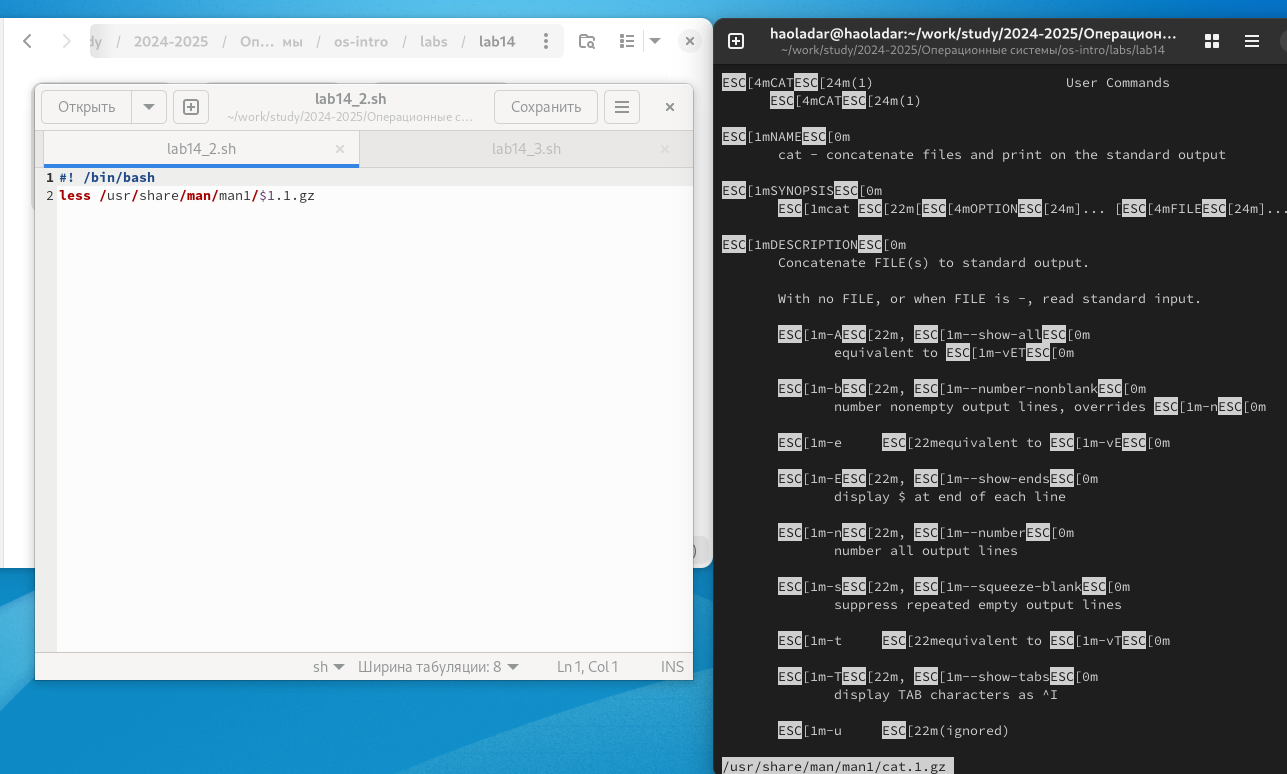 dy / 2024-2025 / Оп… мы / os-intro / labs / lab14
Открыть
lab14_2.sh
~/work/study/2024-2025/Операционные с…
Сохранить
lab14_2.sh
lab14_3.sh
1 #! /bin/bash
2 less /usr/share/man/man1/$1.1.gz
sh Ширина табуляции: 8 Ln 1, Col 1 INS
haoladar@haoladar:~/work/study/2024-2025/Операцион…
~/work/study/2024-2025/Операционные системы/os-intro/labs/lab14
ESC[4mCATESC[24m(1) User Commands
ESC[4mCATESC[24m(1)
ESC[1mNAMEESC[0m
cat - concatenate files and print on the standard output
ESC[1mSYNOPSISESC[0m
ESC[1mcat ESC[22m[ESC[4mOPTIONESC[24m]... [ESC[4mFILEESC[24m]...
ESC[1mDESCRIPTIONESC[0m
Concatenate FILE(s) to standard output.
With no FILE, or when FILE is -, read standard input.
ESC[1m-AESC[22m, ESC[1m--show-allESC[0m
equivalent to ESC[1m-vETESC[0m
ESC[1m-bESC[22m, ESC[1m--number-nonblankESC[0m
number nonempty output lines, overrides ESC[1m-nESC[0m
ESC[1m-e ESC[22mequivalent to ESC[1m-vEESC[0m
ESC[1m-EESC[22m, ESC[1m--show-endsESC[0m
display $ at end of each line
ESC[1m-nESC[22m, ESC[1m--numberESC[0m
number all output lines
ESC[1m-sESC[22m, ESC[1m--squeeze-blankESC[0m
suppress repeated empty output lines
ESC[1m-t ESC[22mequivalent to ESC[1m-vTESC[0m
ESC[1m-TESC[22m, ESC[1m--show-tabsESC[0m
display TAB characters as ^I
ESC[1m-u ESC[22m(ignored)
/usr/share/man/man1/cat.1.gz